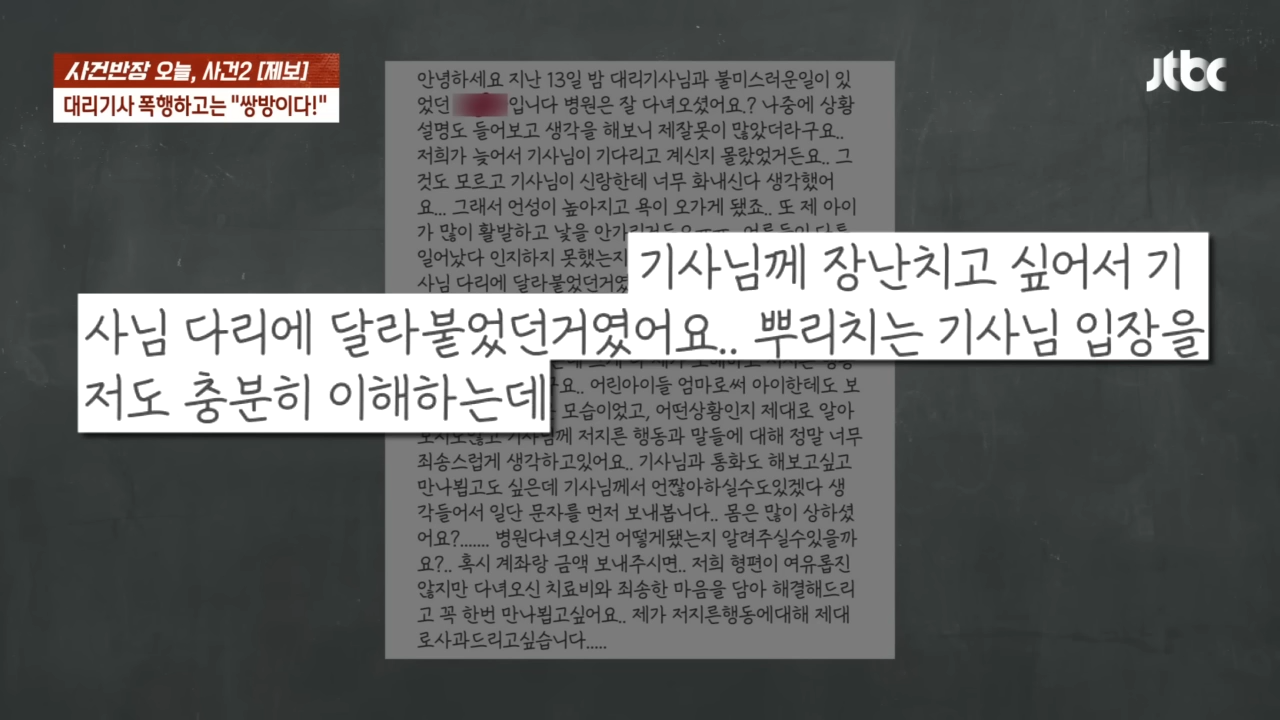 사건반장 오늘, 사건2 [제보]
대리기사 폭행하고는 "쌍방이다!"
jtbc
안녕하세요 지난 13일 밤 대리기사님과 불미스러운일이 있
었던 입니다 병원은 잘 다녀오셨어요.? 나중에 상황
설명도 들어보고 생각을 해보니 제잘못이 많았더라구요..
저희가 늦어서 기사님이 기다리고 계신지 몰랐었거든요.. 그
것도 모르고 기사님이 신랑한테 너무 화내신다 생각했어
요... 그래서 언성이 높아지고 욕이 오가게 됐죠.. 또 제 아이
가 많이 활발하고 낯을
일어났다 인지하지 못했는지
사님 다리에 달라붙었던거였
기사님께 장난치고 싶어서 기
사님 다리에 달라붙었던거였어요.. 뿌리치는 기사님 입장을
저도 충분히 이해하는데
구요.. 어린아이들 엄마로써 아이한테도 보
모습이었고, 어떤상황인지 제대로 알아
기사님께 저지른 행동과 말들에 대해 정말 너무
죄송스럽게 생각하고있어요.. 기사님과 통화도 해보고싶고
만나뵙고도 싶은데 기사님께서 언짢아하실수도있겠다 생
각들어서 일단 문자를 먼저 보내봅니다.. 몸은 많이 상하셨
어요?....... 병원다녀오신건 어떻게됐는지 알려주실수있을까
요?.. 혹시 계좌랑 금액 보내주시면.. 저희 형편이 여유롭진
않지만 다녀오신 치료비와 죄송한 마음을 담아 해결해드리
고 꼭 한번 만나뵙고싶어요.. 제가 저지른행동에대해 제대
로사과드리고싶습니다.....